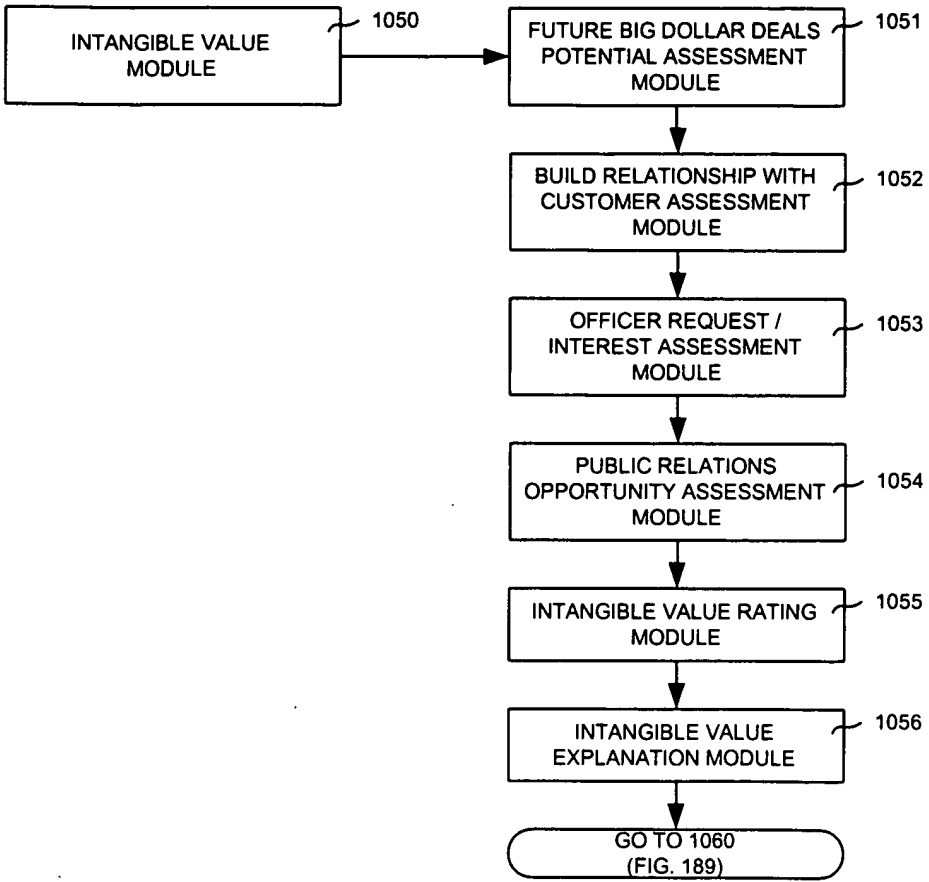 INTANGIBLE VALUE
MODULE
1050
FUTURE BIG DOLLAR DEALS
POTENTIAL ASSESSMENT
MODULE
1051
BUILD RELATIONSHIP WITH
CUSTOMER ASSESSMENT
MODULE
1052
OFFICER REQUEST /
INTEREST ASSESSMENT
MODULE
1053
PUBLIC RELATIONS
OPPORTUNITY ASSESSMENT
MODULE
1054
INTANGIBLE VALUE RATING
MODULE
1055
INTANGIBLE VALUE
EXPLANATION MODULE
1056
GO TO 1060
(FIG. 189)